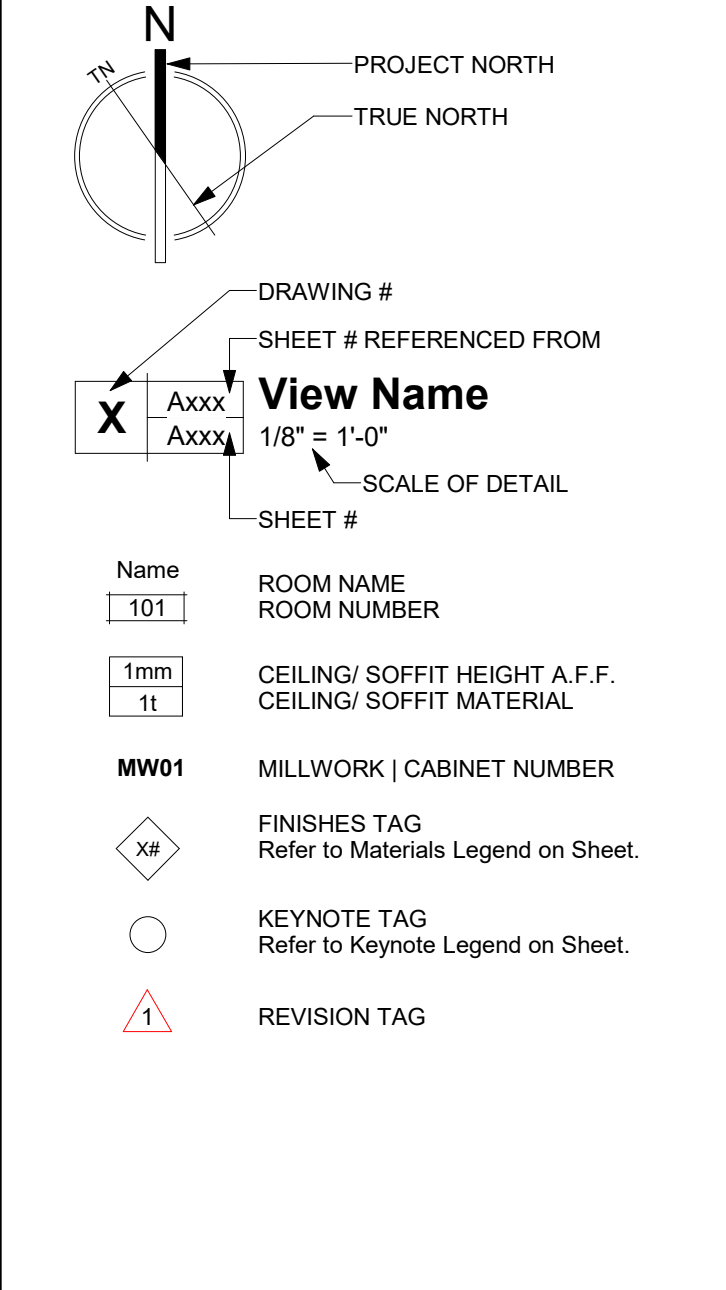 N
TN
PROJECT NORTH
TRUE NORTH
DRAWING #
SHEET # REFERENCED FROM
X
Axxx
Axxx
View Name
1/8" = 1'-0"
SCALE OF DETAIL
SHEET #
Name
101
ROOM NAME
ROOM NUMBER
1mm
1t
CEILING/ SOFFIT HEIGHT A.F.F.
CEILING/ SOFFIT MATERIAL
MW01
MILLWORK | CABINET NUMBER
X#
FINISHES TAG
Refer to Materials Legend on Sheet.
KEYNOTE TAG
Refer to Keynote Legend on Sheet.
1
REVISION TAG